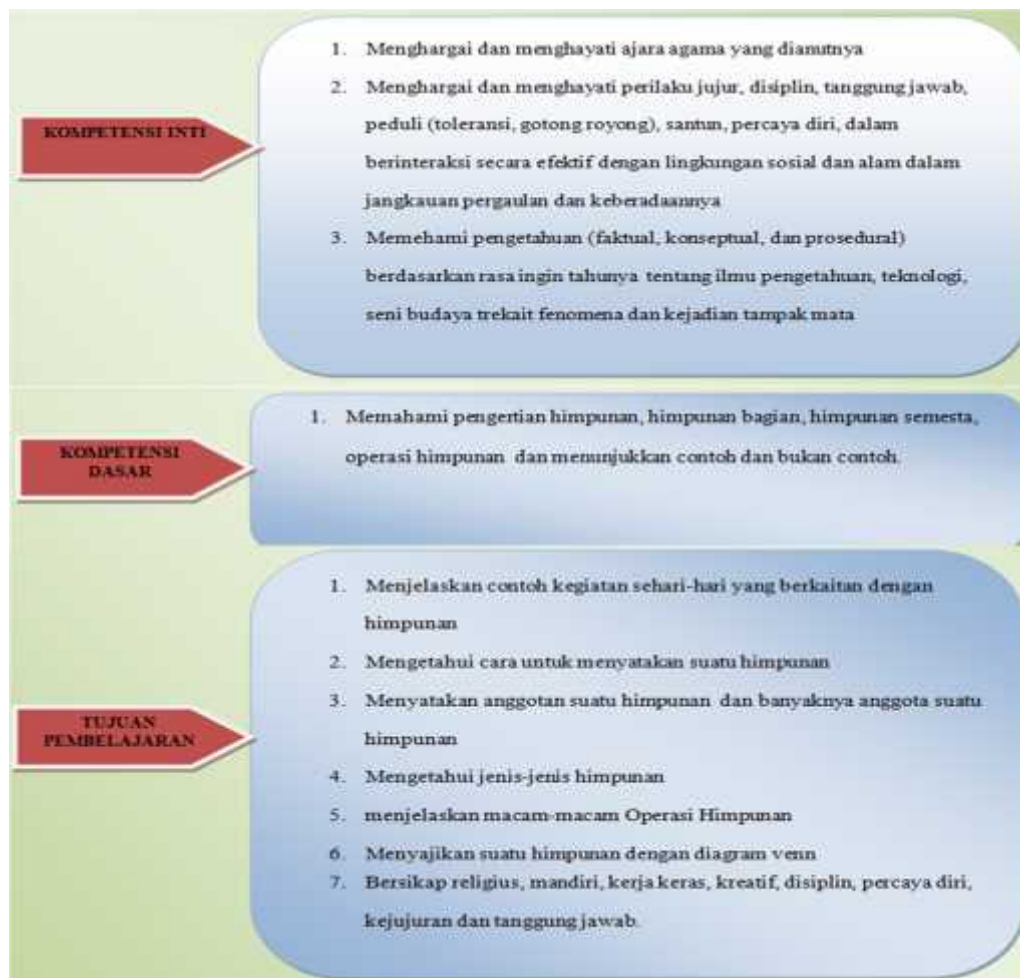 KOMPETENSI INTI
1. Menghargai dan menghayati ajara agama yang dianutnya
2. Menghargai dan menghayati perilaku jujur, disiplin, tanggung jawab,
peduli (toleransi, gotong royong), santun, percaya diri, dalam
berinteraksi secara efektif dengan lingkungan sosial dan alam dalam
jangkauan pergaulan dan keberadaannya
3. Memehami pengetahuan (faktual, konseptual, dan prosedural)
berdasarkan rasa ingin tahunya tentang ilmu pengetahuan, teknologi,
seni budaya trekait fenomena dan kejadian tampak mata
KOMPETENSI
DASAR
1. Memahami pengertian himpunan, himpunan bagian, himpunan semesta,
operasi himpunan dan menunjukkan contoh dan bukan contoh.
TUJUAN
PEMBELAJARAN
1. Menjelaskan contoh kegiatan sehari-hari yang berkaitan dengan
himpunan
2. Mengetahui cara untuk menyatakan suatu himpunan
3. Menyatakan anggotan suatu himpunan dan banyaknya anggota suatu
himpunan
4. Mengetahui jenis-jenis himpunan
5. menjelaskan macam-macam Operasi Himpunan
6. Menyajikan suatu himpunan dengan diagram venn
7. Bersikap religius, mandiri, kerja keras, kreatif, disiplin, percaya diri,
kejujuran dan tanggung jawab.